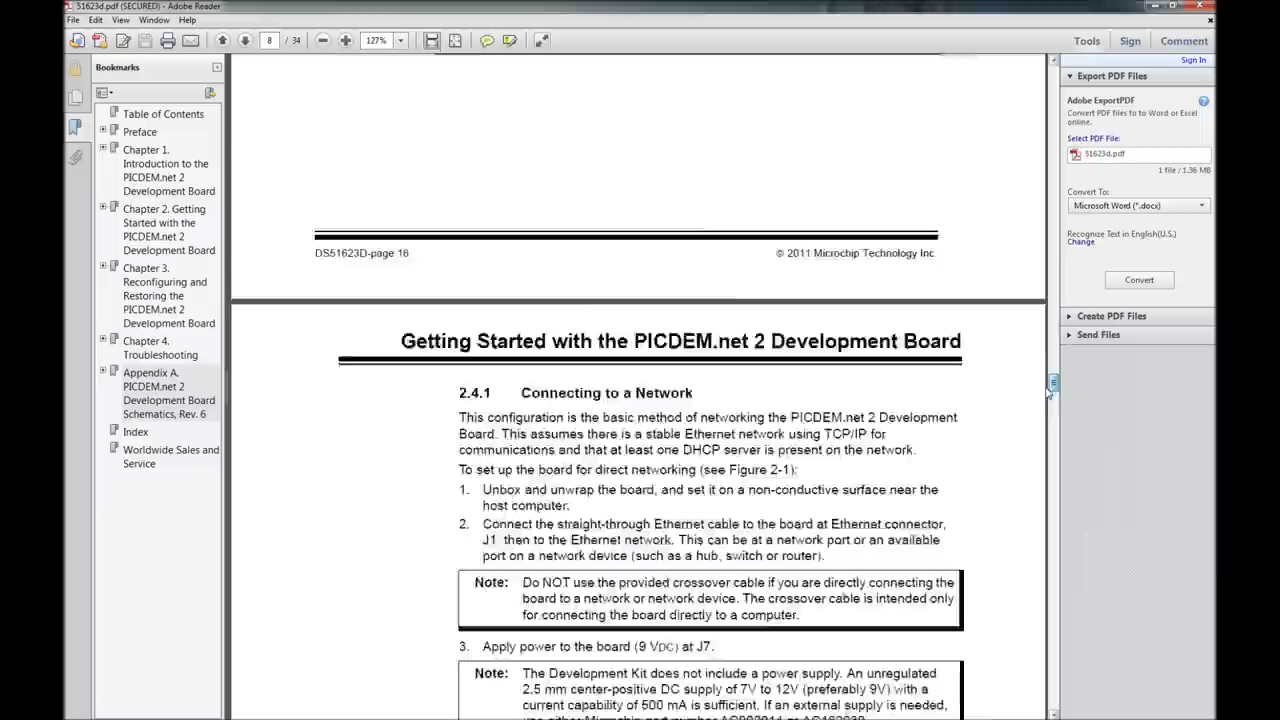 51623d.pdf (SECURED) - Adobe Reader
File Edit View Window Help
8 / 34 127% Tools Sign Comment
Bookmarks
Table of Contents
Preface
Chapter 1.
Introduction to the
PICDEM.net 2
Development Board
Chapter 2. Getting
Started with the
PICDEM.net 2
Development Board
Chapter 3.
Reconfiguring and
Restoring the
PICDEM.net 2
Development Board
Chapter 4.
Troubleshooting
Appendix A.
PICDEM.net 2
Development Board
Schematics, Rev. 6
Index
Worldwide Sales and
Service
DS51623D-page 16 © 2011 Microchip Technology Inc.
Getting Started with the PICDEM.net 2 Development Board
2.4.1 Connecting to a Network
This configuration is the basic method of networking the PICDEM.net 2 Development
Board. This assumes there is a stable Ethernet network using TCP/IP for
communications and that at least one DHCP server is present on the network.
To set up the board for direct networking (see Figure 2-1):
1. Unbox and unwrap the board, and set it on a non-conductive surface near the
host computer.
2. Connect the straight-through Ethernet cable to the board at Ethernet connector,
J1 then to the Ethernet network. This can be at a network port or an available
port on a network device (such as a hub, switch or router).
Note: Do NOT use the provided crossover cable if you are directly connecting the
board to a network or network device. The crossover cable is intended only
for connecting the board directly to a computer.
3. Apply power to the board (9 VDC) at J7.
Note: The Development Kit does not include a power supply. An unregulated
2.5 mm center-positive DC supply of 7V to 12V (preferably 9V) with a
current capability of 500 mA is sufficient. If an external supply is needed,
Sign In
Export PDF Files
Adobe ExportPDF
Convert PDF files to to Word or Excel
online.
Select PDF File:
51623d.pdf
1 file / 1.36 MB
Convert To:
Microsoft Word (*.docx)
Recognize Text in English(U.S.)
Change
Convert
Create PDF Files
Send Files